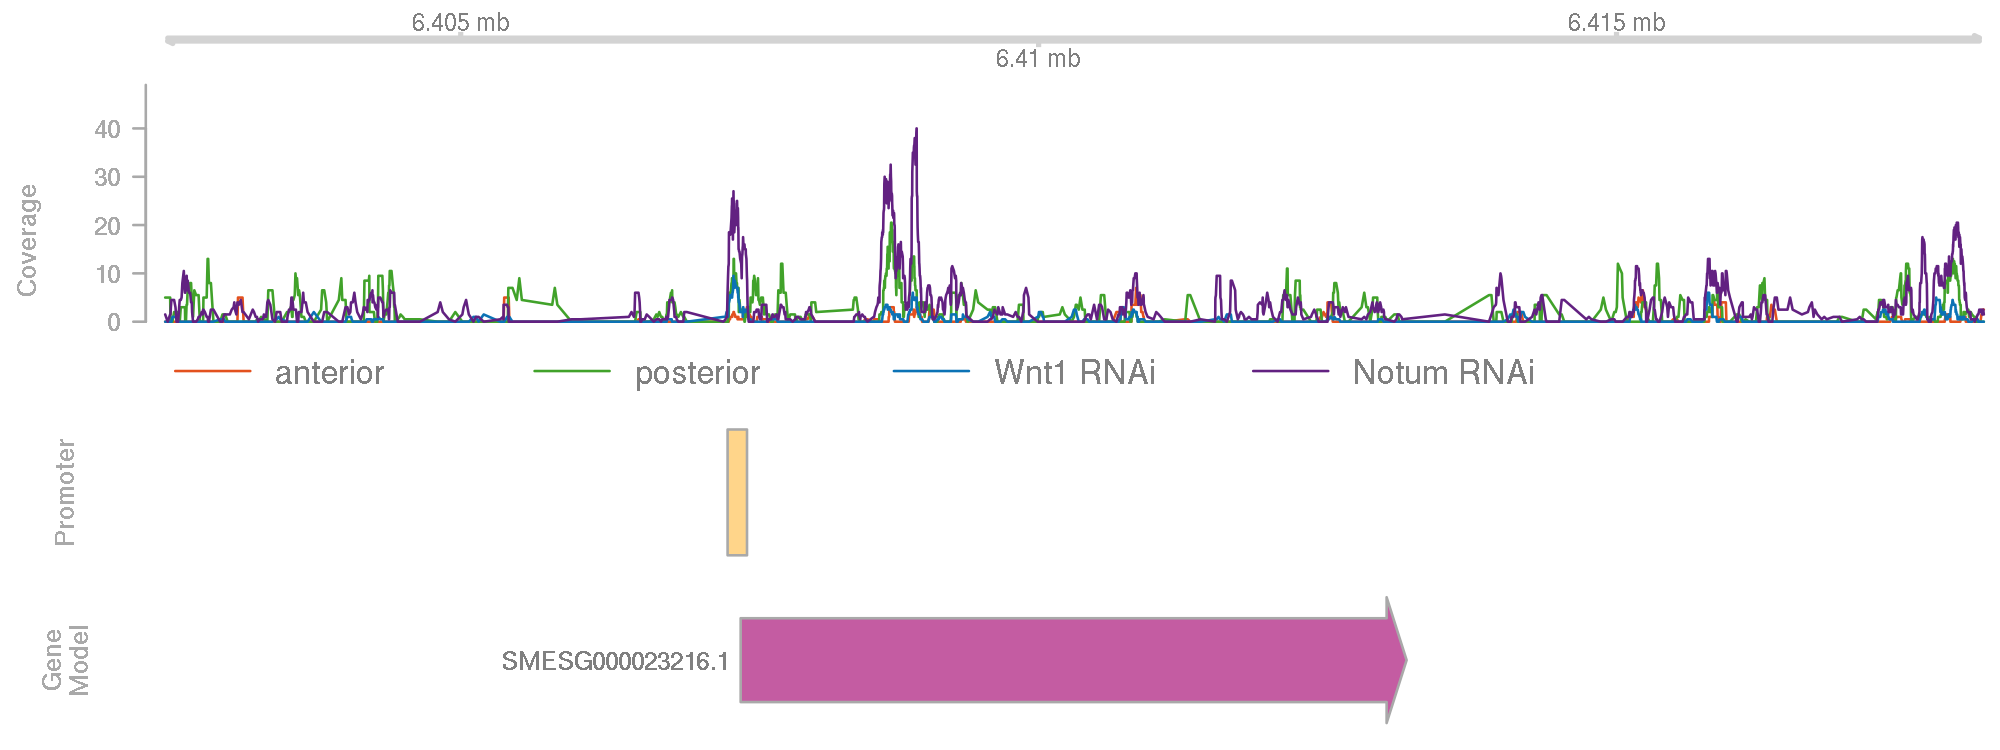 6.405 mb
6.415 mb
6.41 mb
Coverage
40
30
20
10
0
anterior posterior Wnt1 RNAi Notum RNAi
Promoter
Gene
Model
SMESG000023216.1